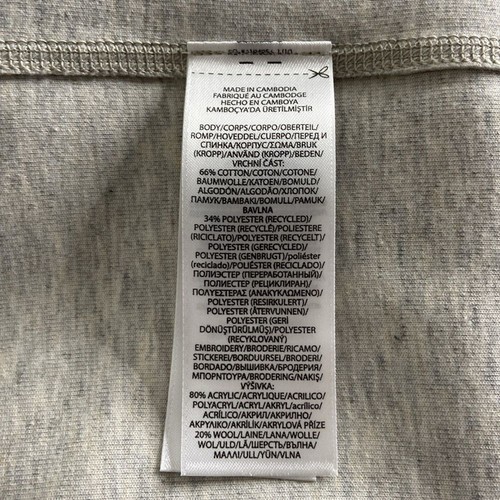 MADE IN CAMBODIA
FABRIQUÉ AU CAMBODGE
HECHO EN CAMBOYA
KAMBOÇYA'DA ÜRETİLMİŞTİR
BODY/CORPS/CORPO/OBERTEIL/
ROMP/HOVEDDEL/CUERPO/ПЕРЕД И
СПИНКА/КОРПУС/ΣΩΜΑ/BRUK
(KROPP)/ANVÄND (KROPP)/BEDEN/
VRCHNÍ ČÁST:
66% COTTON/COTON/COTONE/
BAUMWOLLE/KATOEN/BOMULD/
ALGODÓN/ALGODÃO/ХЛОПОК/
ПАМУК/BAMBAKI/BOMULL/PAMUK/
BAVLNA
34% POLYESTER (RECYCLED)/
POLYESTER (RECYCLÉ)/POLIESTERE
(RICICLATO)/POLYESTER (RECYCELT)/
POLYESTER (GERECYCLED)/
POLYESTER (GENBRUGT)/poliéster
(reciclado)/POLIÉSTER (RECICLADO)/
ПОЛИЭСТЕР (ПЕРЕРАБОТАННЫЙ)/
ПОЛИЕСТЕР (РЕЦИКЛИРАН)/
ΠΟΛΥΕΣΤΕΡΑΣ (ΑΝΑΚΥΚΛΩΜΕΝΟ)/
POLYESTER (RESIRKULERT)/
POLYESTER (ÅTERVUNNEN)/
POLYESTER (GERİ
DÖNÜŞTÜRÜLMÜŞ)/POLYESTER
(RECYKLOVANÝ)
EMBROIDERY/BRODERIE/RICAMO/
STICKEREI/BORDUURSEL/BRODERI/
BORDADO/ВЫШИВКА/БРОДЕРИЯ/
ΜΠΟΡΝΤΟΥΡΑ/BRODERING/NAKIŞ/
VÝŠIVKA:
80% ACRYLIC/ACRYLIQUE/ACRILICO/
POLYACRYL/ACRYL/AKRYL/acrílico/
ACRÍLICO/АКРИЛ/АКРИЛ/
ΑΚΡΥΛΙΚΟ/AKRİLİK/AKRYLOVÁ PŘÍZE
20% WOOL/LAINE/LANA/WOLLE/
WOL/ULD/LÃ/ШЕРСТЬ/ВЪЛНА/
ΜΑΛΛΙ/ULL/YÜN/VLNA